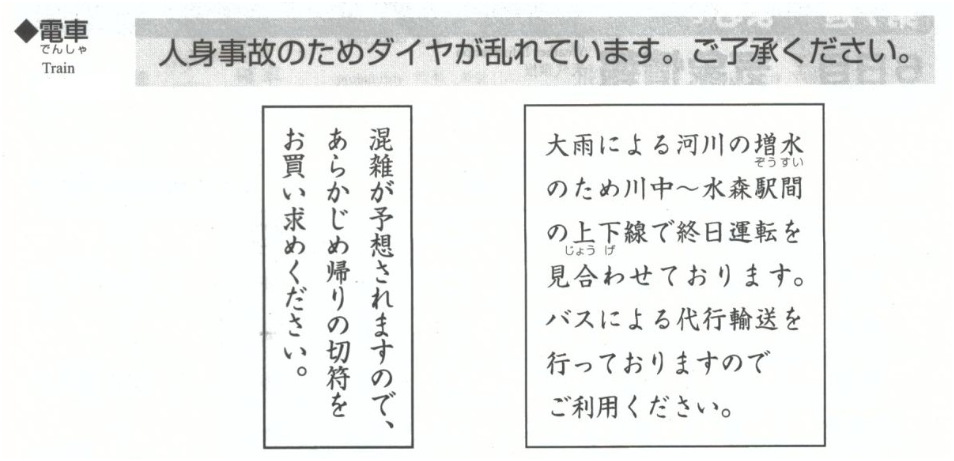 ◆電車
でんしゃ
Train
人身事故のためダイヤが乱れています。ご了承ください。
混雑が予想されますので、
あらかじめ帰りの切符を
お買い求めください。
大雨による河川の増水
ぞうすい
のため川中～水森駅間
の上下線で終日運転を
じょうげ
見合わせております。
バスによる代行輸送を
行っておりますので
ご利用ください。